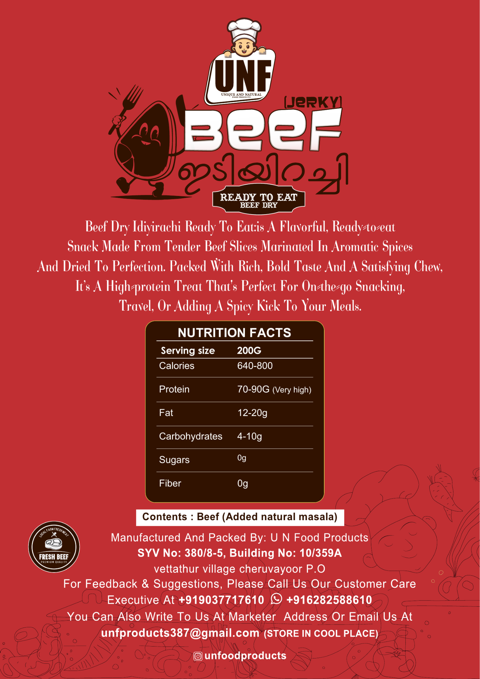 UNF
UNIQUE AND NATURAL
(JERKY)
BEEF
ഇടിയിറച്ചി
READY TO EAT
BEEF DRY
Beef Dry Idiyirachi Ready To Eatis A Flavorful, Ready-to-eat
Snack Made From Tender Beef Slices Marinated In Aromatic Spices
And Dried To Perfection. Packed With Rich, Bold Taste And A Satisfying Chew,
It's A High-protein Treat That's Perfect For On-the-go Snacking,
Travel, Or Adding A Spicy Kick To Your Meals.
NUTRITION FACTS
Serving size 200G
Calories 640-800
Protein 70-90G (Very high)
Fat 12-20g
Carbohydrates 4-10g
Sugars 0g
Fiber 0g
Contents : Beef (Added natural masala)
FRESH BEEF
PREMIUM QUALITY
Manufactured And Packed By: U N Food Products
SYV No: 380/8-5, Building No: 10/359A
vettathur village cheruvayoor P.O
For Feedback & Suggestions, Please Call Us Our Customer Care
Executive At +919037717610 +916282588610
You Can Also Write To Us At Marketer Address Or Email Us At
unfproducts387@gmail.com (STORE IN COOL PLACE)
unfoodproducts